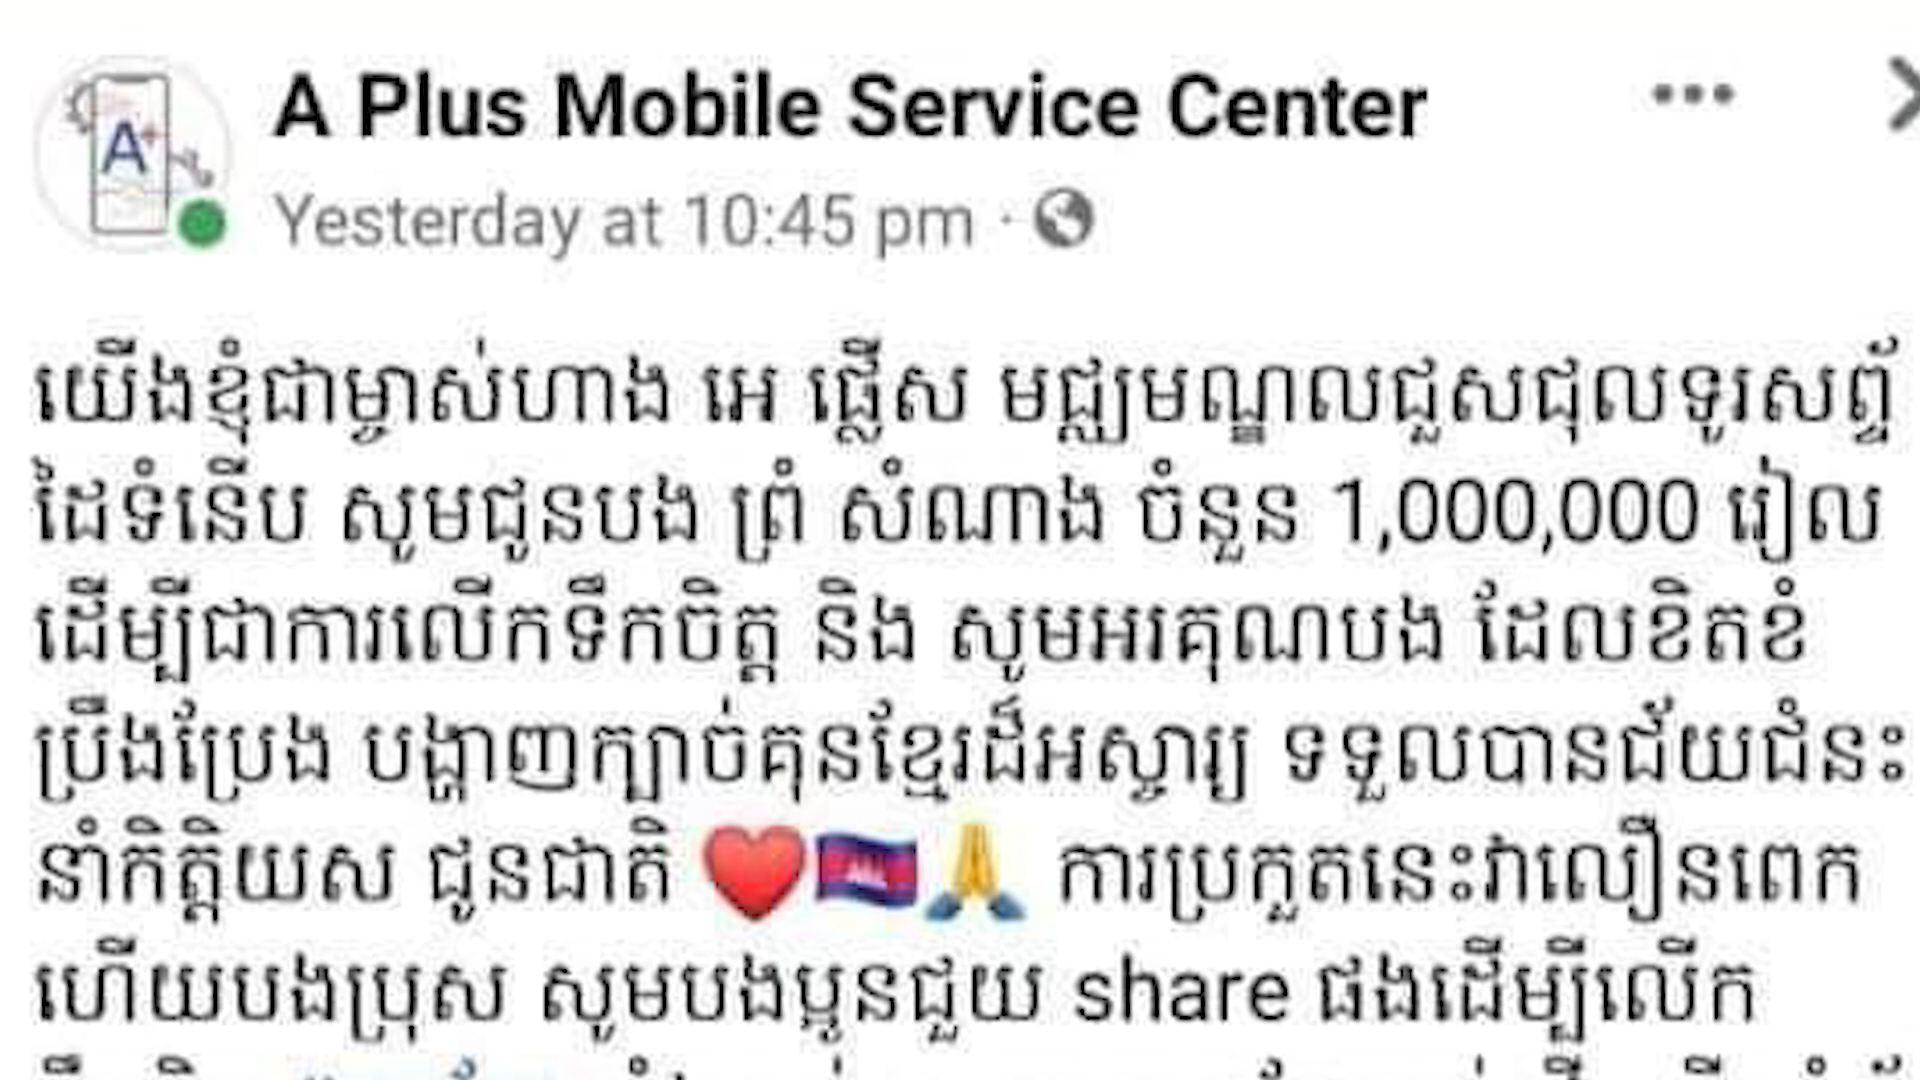 A Plus Mobile Service Center
Yesterday at 10:45 pm ·
យើងខ្ញុំជាម្ចាស់ហាង អេ ផ្លើស មជ្ឈមណ្ឌលជួសជុលទូរសព្ទ័
ដៃទំនើប សូមជូនបង ព្រំ សំណាង ចំនួន 1,000,000 រៀល
ដើម្បីជាការលើកទឹកចិត្ត និង សូមអរគុណបង ដែលខិតខំ
ប្រឹងប្រែង បង្ហាញក្បាច់គុនខ្មែរដ៏អស្ចារ្យ ទទួលបានជ័យជំនះ
នាំកិត្តិយស ជូនជាតិ ❤️🇰🇭🙏 ការប្រកួតនេះវាលឿនពេក
ហើយបងប្រុស សូមបងប្អូនជួយ share ផងដើម្បីលើក